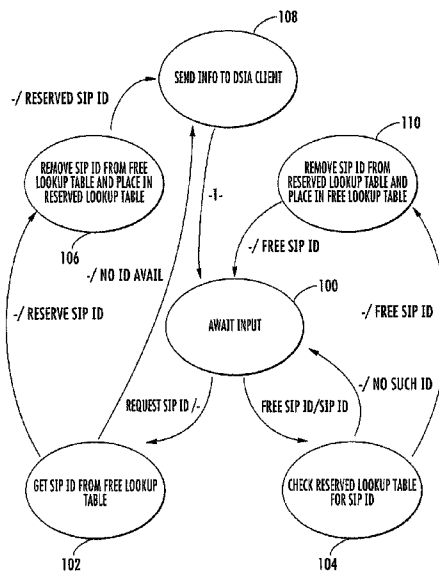 108
SEND INFO TO DSIA CLIENT
-/ RESERVED SIP ID
110
REMOVE SIP ID FROM FREE
LOOKUP TABLE AND PLACE IN
RESERVED LOOKUP TABLE
REMOVE SIP ID FROM
RESERVED LOOKUP TABLE AND
PLACE IN FREE LOOKUP TABLE
-1-
106
-/ FREE SIP ID
-/ NO ID AVAIL
100
-/ RESERVE SIP ID
AWAIT INPUT
-/ FREE SIP ID
-/ NO SUCH ID
REQUEST SIP ID /-
FREE SIP ID/SIP ID
GET SIP ID FROM FREE LOOKUP
TABLE
CHECK RESERVED LOOKUP TABLE
FOR SIP ID
102
104